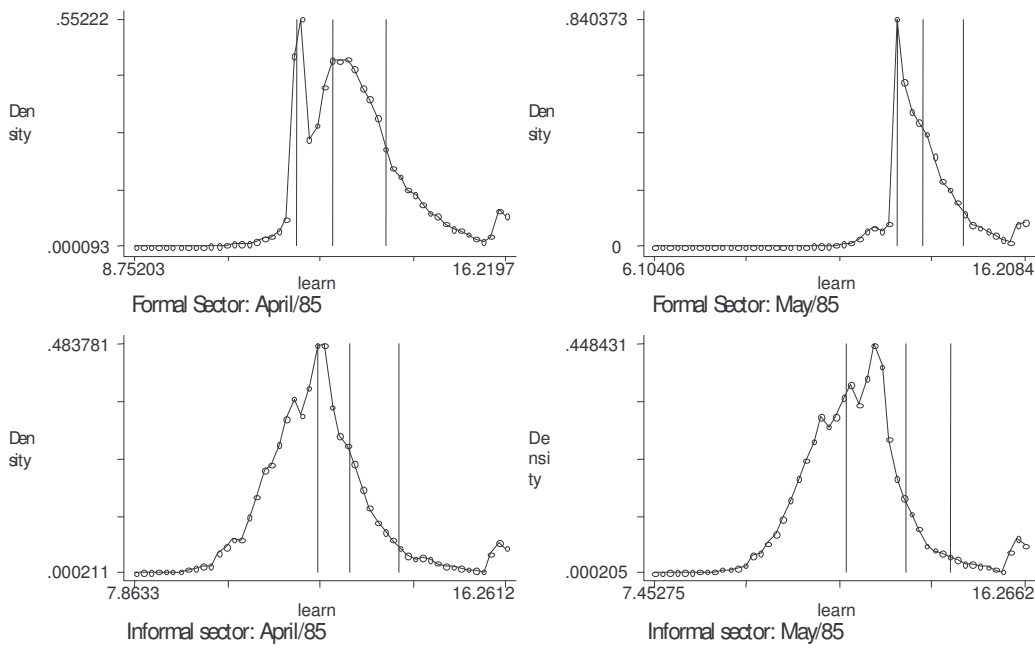 .55222
Den
sity
.000093
8.75203
16.2197
learn
Formal Sector: April/85
.840373
Den
sity
0
6.10406
16.2084
learn
Formal Sector: May/85
.483781
Den
sity
.000211
7.8633
16.2612
learn
Informal sector: April/85
.448431
De
nsi
ty
.000205
7.45275
16.2662
learn
Informal sector: May/85